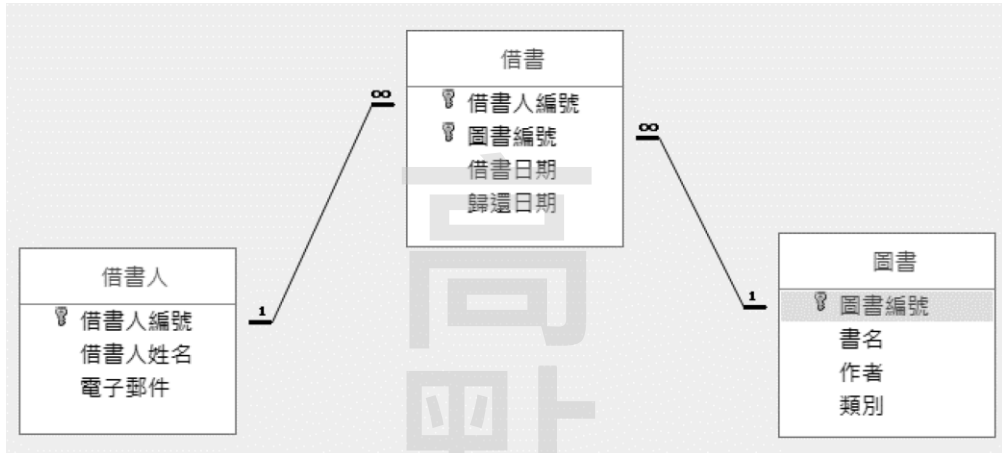 借書
借書人編號
圖書編號
借書日期
歸還日期
∞
∞
借書人
借書人編號
借書人姓名
電子郵件
1
1
圖書
圖書編號
書名
作者
類別
高
點